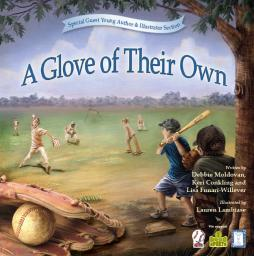 Special Guest Young Author & Illustrator Section
A Glove of Their Own
Written by
Debbie Moldovan,
Keri Conkling and
Lisa Funari-Willever
Illustrated by
Lauren Lambiase